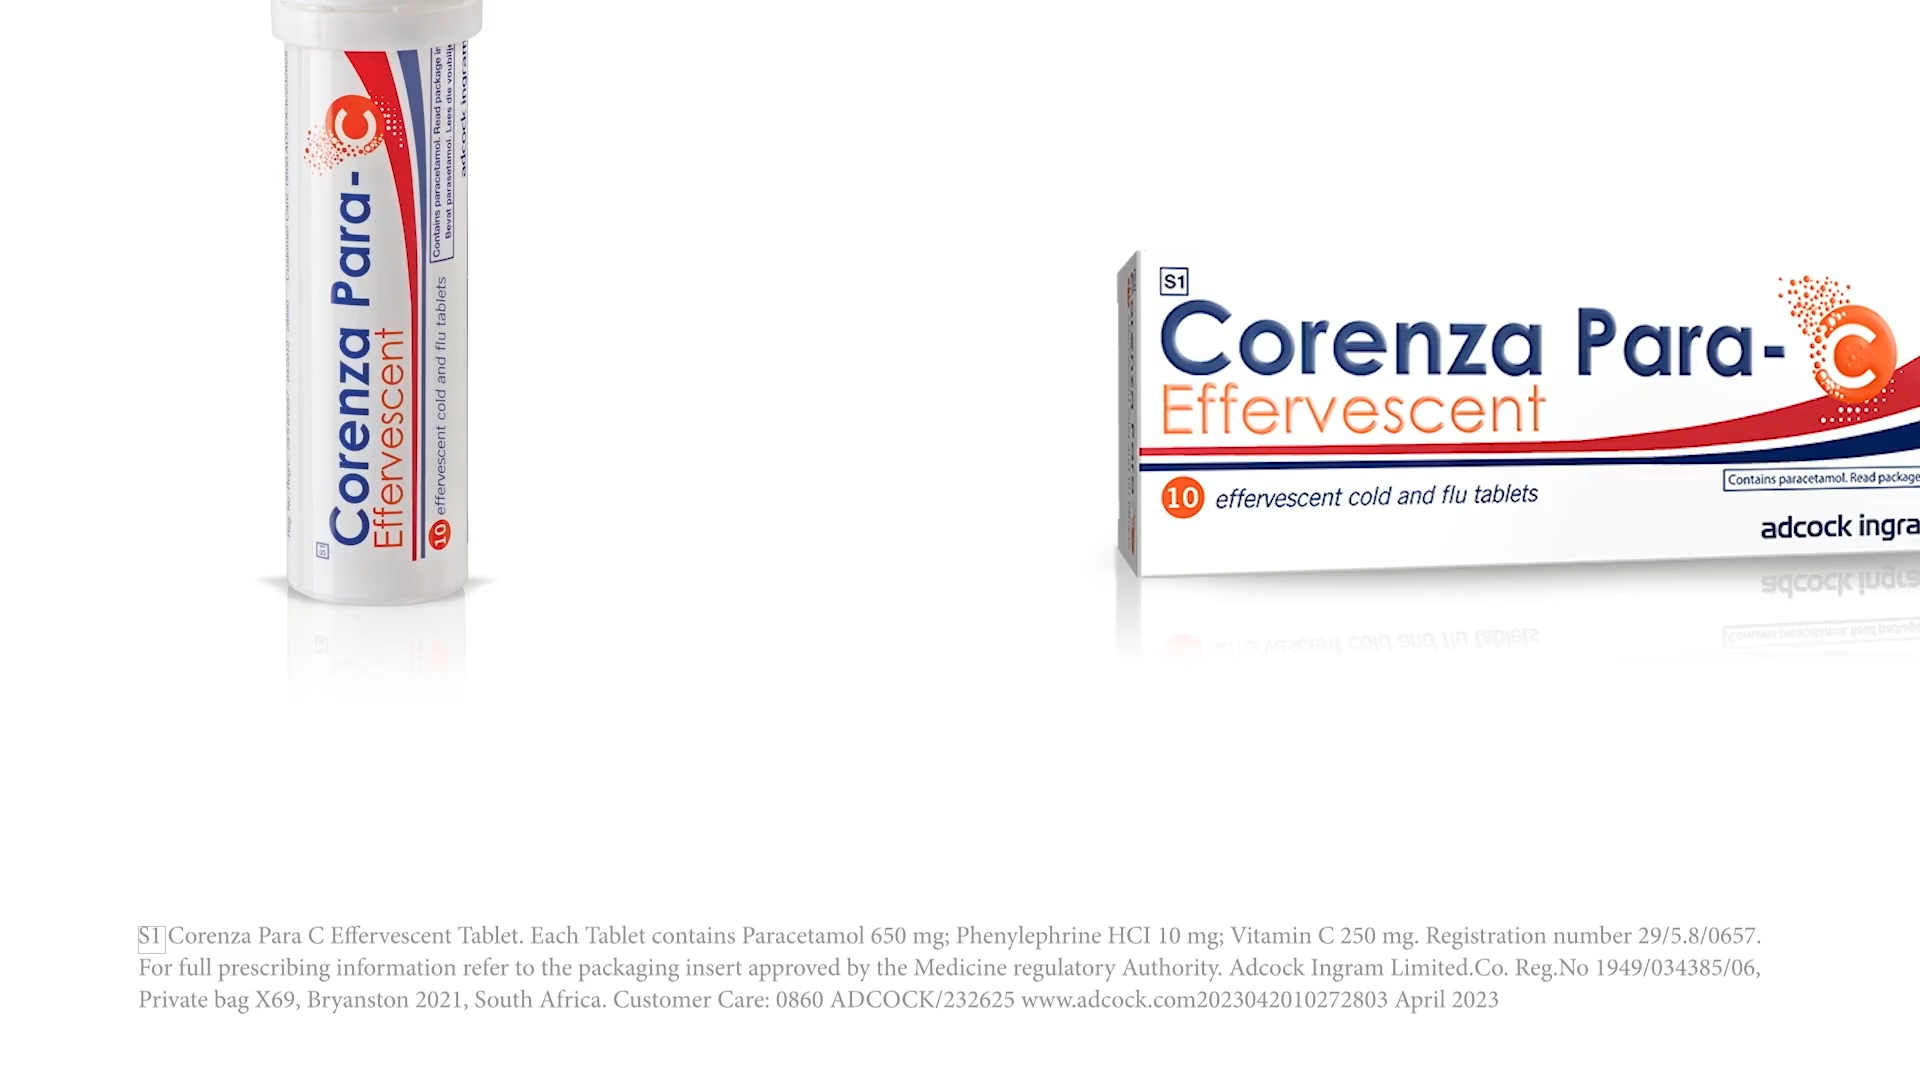 S1
Corenza Para-C
Effervescent
10 effervescent cold and flu tablets
Contains paracetamol. Read package
Bevat parasetamol. Lees die
adcock ingram
S1
Corenza Para-C
Effervescent
10 effervescent cold and flu tablets
Contains paracetamol. Read package
adcock ingra
S1 Corenza Para C Effervescent Tablet. Each Tablet contains Paracetamol 650 mg; Phenylephrine HCI 10 mg; Vitamin C 250 mg. Registration number 29/5.8/0657.
For full prescribing information refer to the packaging insert approved by the Medicine regulatory Authority. Adcock Ingram Limited.Co. Reg.No 1949/034385/06,
Private bag X69, Bryanston 2021, South Africa. Customer Care: 0860 ADCOCK/232625 www.adcock.com2023042010272803 April 2023